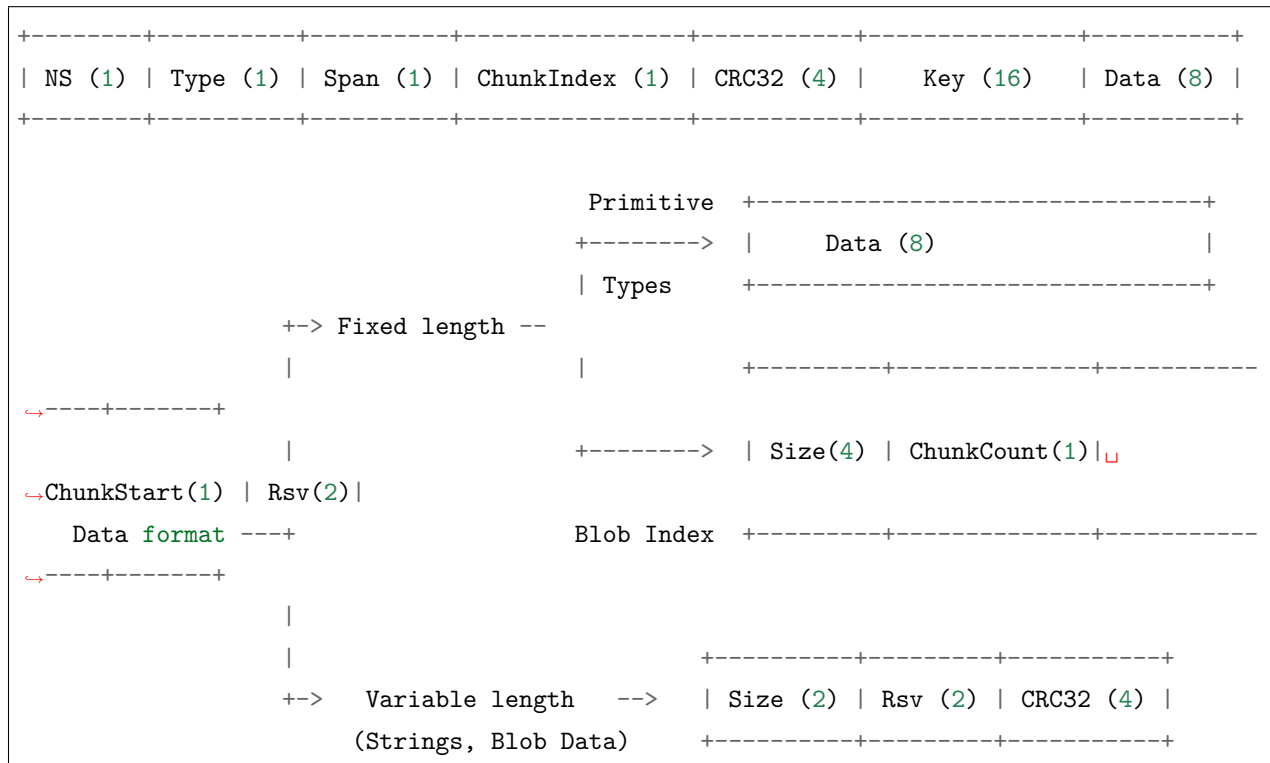 +--------+----------+----------+----------------+-----------+---------------+----------+
| NS (1) | Type (1) | Span (1) | ChunkIndex (1) | CRC32 (4) |    Key (16)   | Data (8) |
+--------+----------+----------+----------------+-----------+---------------+----------+
                                         Primitive  +--------------------------------+
                                        +-------->  |     Data (8)                   |
                                        | Types     +--------------------------------+
                   +-> Fixed length --
                   |                    |           +---------+--------------+-----------
↪----+-------+
                   |                    +-------->  | Size(4) | ChunkCount(1)|␣
↪ChunkStart(1) | Rsv(2)|
    Data format ---+                    Blob Index  +---------+--------------+-----------
↪----+-------+
                   |
                   |                             +----------+---------+-----------+
                   +->   Variable length   -->   | Size (2) | Rsv (2) | CRC32 (4) |
                        (Strings, Blob Data)     +----------+---------+-----------+